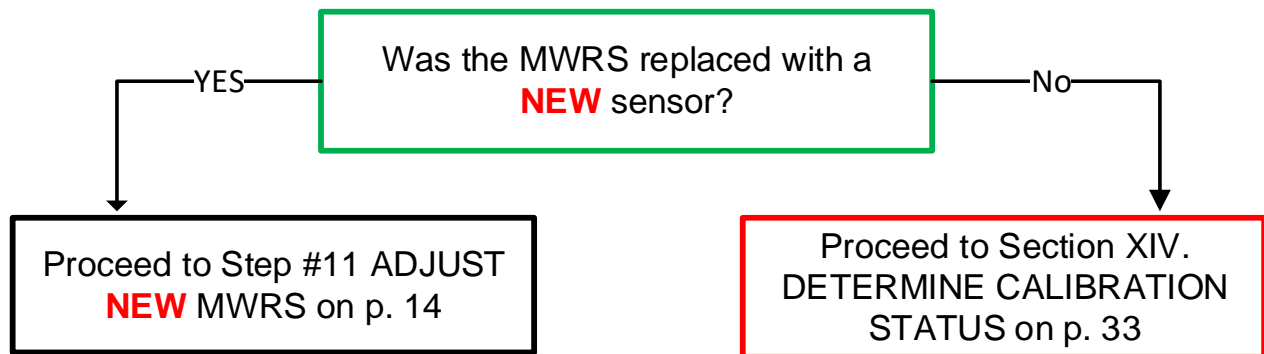 Was the MWRS replaced with a
NEW sensor?
YES
No
Proceed to Step #11 ADJUST
NEW MWRS on p. 14
Proceed to Section XIV.
DETERMINE CALIBRATION
STATUS on p. 33